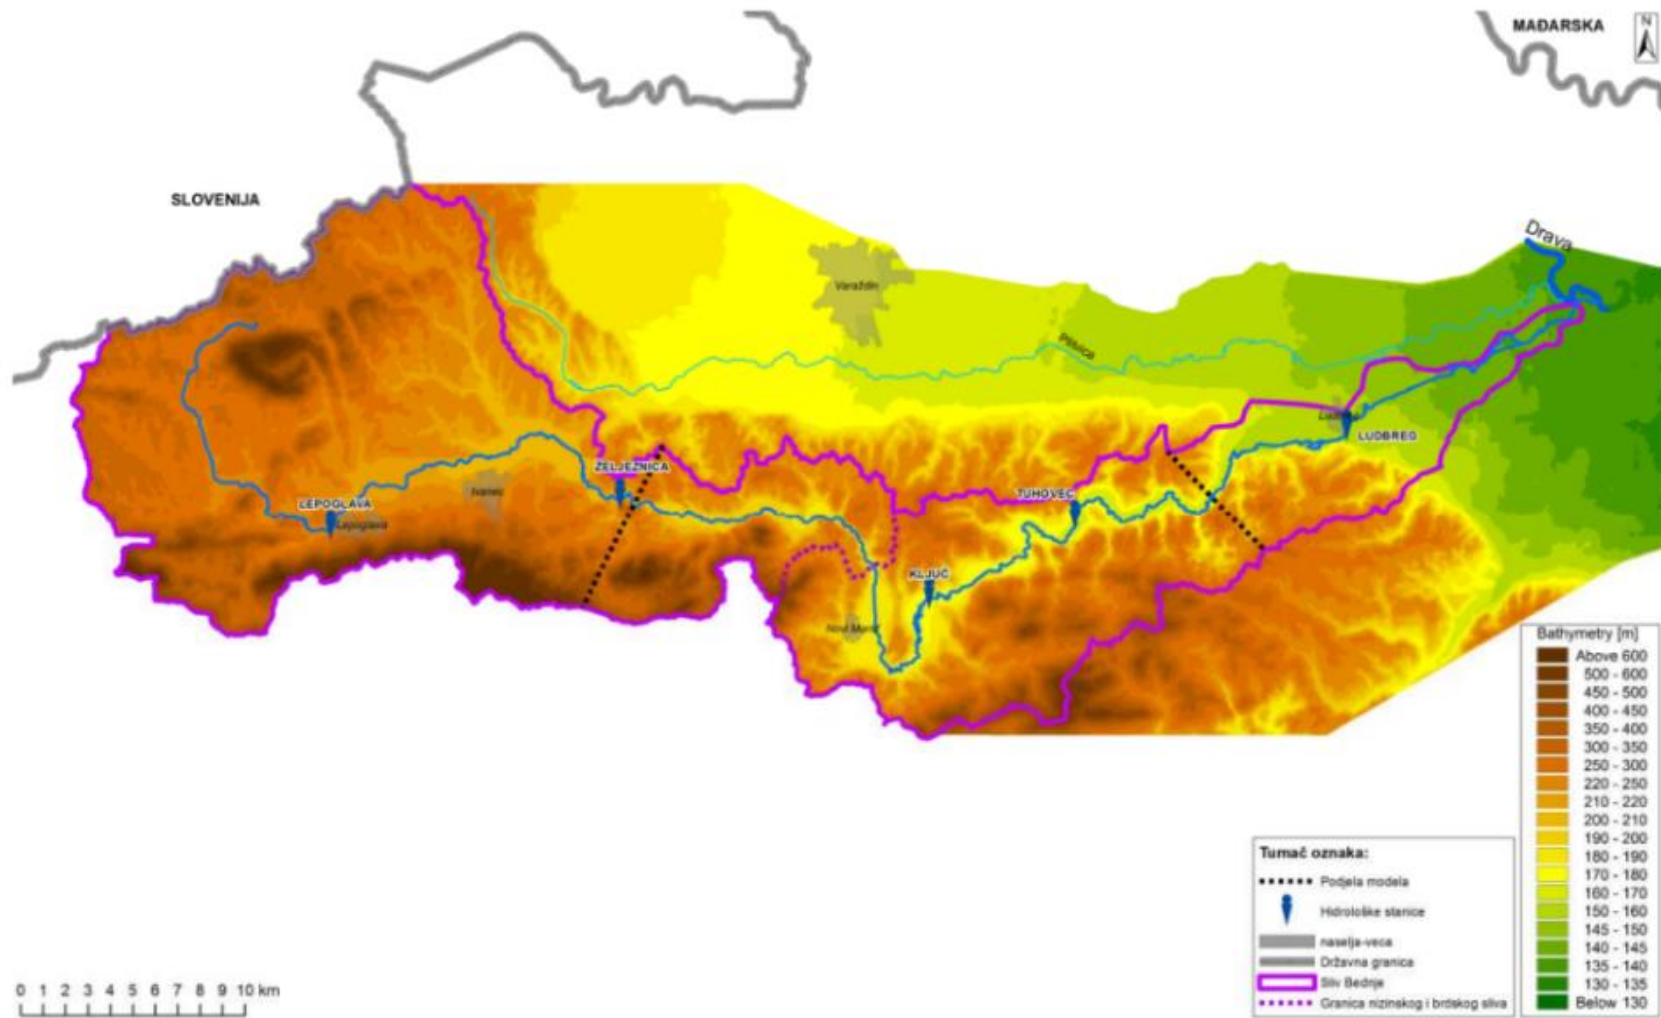 MAĐARSKA
N
SLOVENIJA
Drava
Varaždin
Plitvica
LUDBREG
ŽELJEZNICA
Ivanec
LEPOGLAVA
Lepoglava
TUHOVEC
KLJUČ
Novi Marof
Bathymetry [m]
Above 600
500 - 600
450 - 500
400 - 450
350 - 400
300 - 350
250 - 300
220 - 250
210 - 220
200 - 210
190 - 200
180 - 190
170 - 180
160 - 170
150 - 160
145 - 150
140 - 145
135 - 140
130 - 135
Below 130
Tumač oznaka:
Podjela modela
Hidrološke stanice
naselja-veca
Državna granica
Sliv Bednje
Granica nizinskog i brdskog sliva
0 1 2 3 4 5 6 7 8 9 10 km